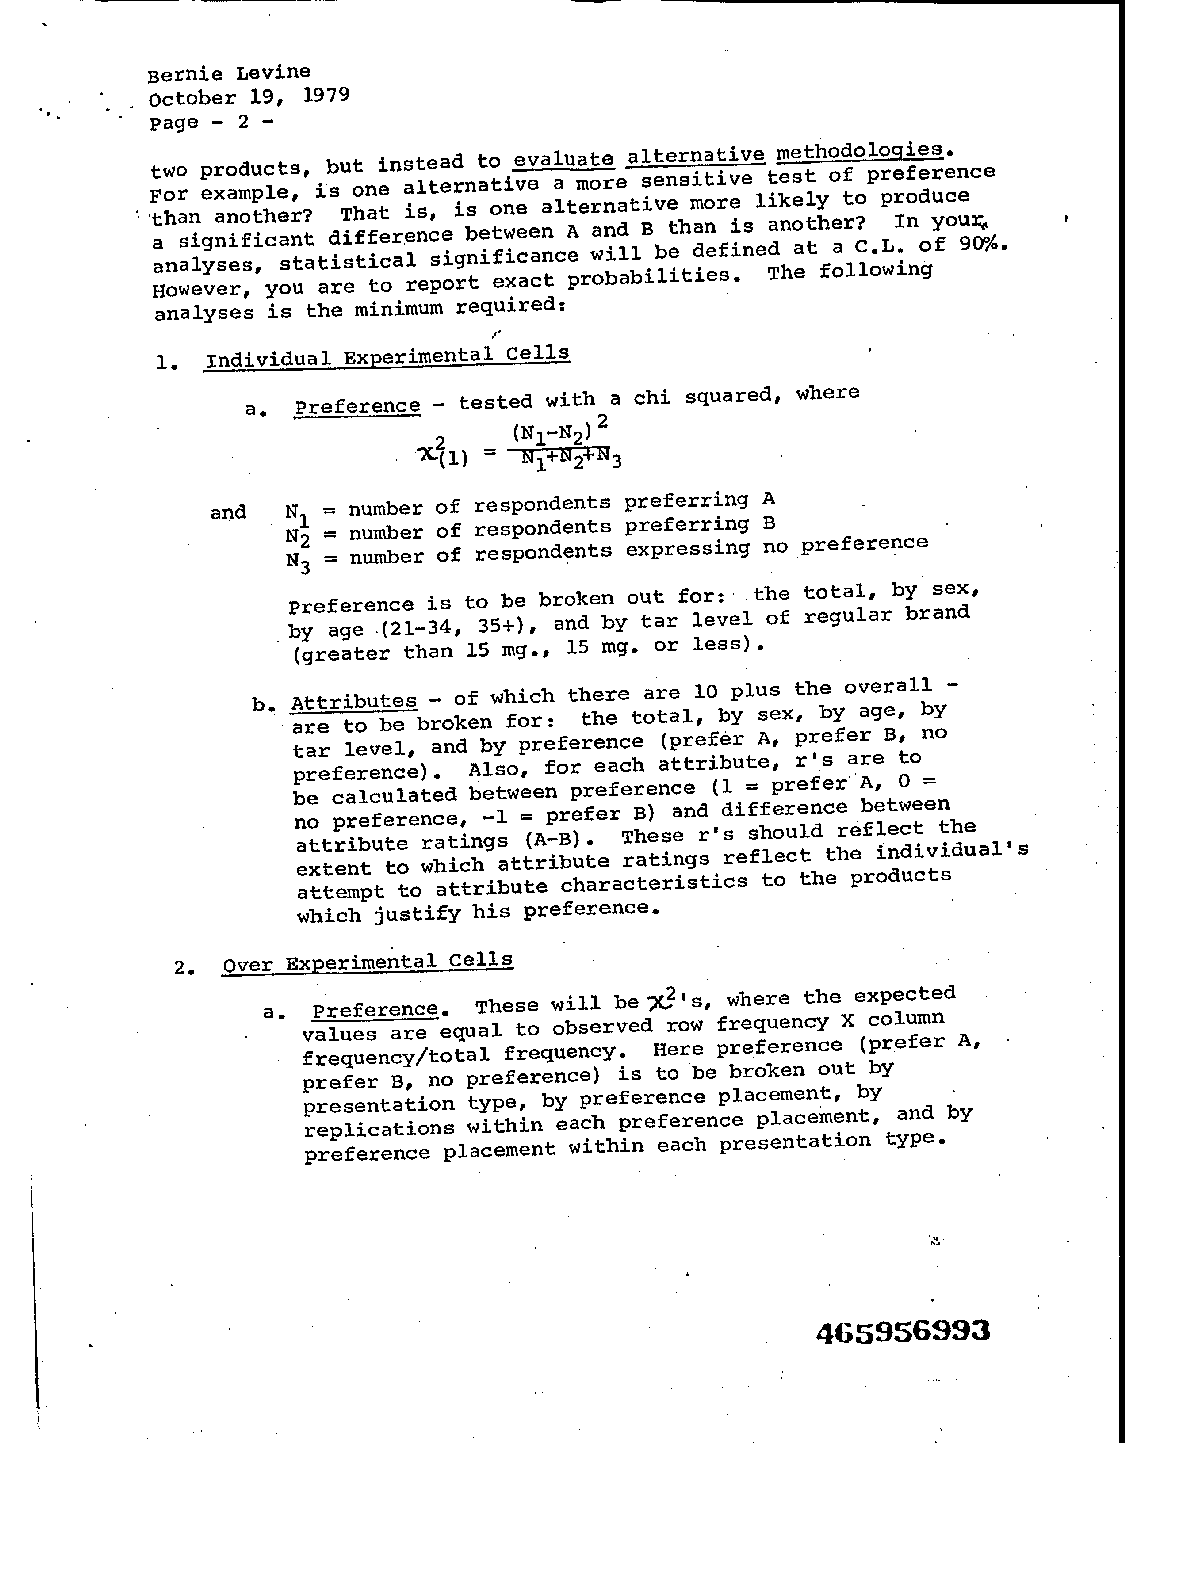 Bernie Levine
October 19, 1979
Page - 2 -
two products, but instead to evaluate alternative methodologies.
For example, is one alternative a more sensitive test of preference
than another? That is, is one alternative more likely to produce
a significant difference between A and B than is another? In your
analyses, statistical significance will be defined at a C.L. of 90%.
However, you are to report exact probabilities. The following
analyses is the minimum required:
1. Individual Experimental Cells
a. Preference - tested with a chi squared, where
X²(1) = (N1-N2)² / N1+N2+N3
and N1 = number of respondents preferring A
N2 = number of respondents preferring B
N3 = number of respondents expressing no preference
Preference is to be broken out for: the total, by sex,
by age (21-34, 35+), and by tar level of regular brand
(greater than 15 mg., 15 mg. or less).
b. Attributes - of which there are 10 plus the overall -
are to be broken for: the total, by sex, by age, by
tar level, and by preference (prefer A, prefer B, no
preference). Also, for each attribute, r's are to
be calculated between preference (1 = prefer A, 0 =
no preference, -1 = prefer B) and difference between
attribute ratings (A-B). These r's should reflect the
extent to which attribute ratings reflect the individual's
attempt to attribute characteristics to the products
which justify his preference.
2. Over Experimental Cells
a. Preference. These will be X²'s, where the expected
values are equal to observed row frequency X column
frequency/total frequency. Here preference (prefer A,
prefer B, no preference) is to be broken out by
presentation type, by preference placement, by
replications within each preference placement, and by
preference placement within each presentation type.
465956993